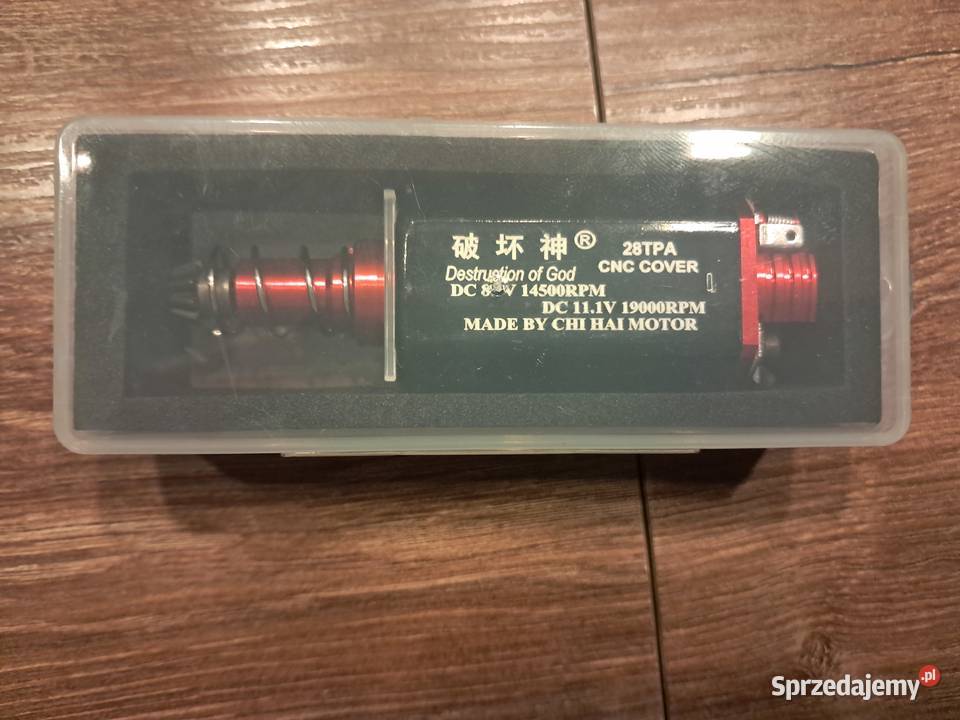 破坏神®
Destruction of God
28TPA
CNC COVER
DC 14500RPM
DC 11.1V 19000RPM
MADE BY CHI HAI MOTOR
Sprzedajemy.pl